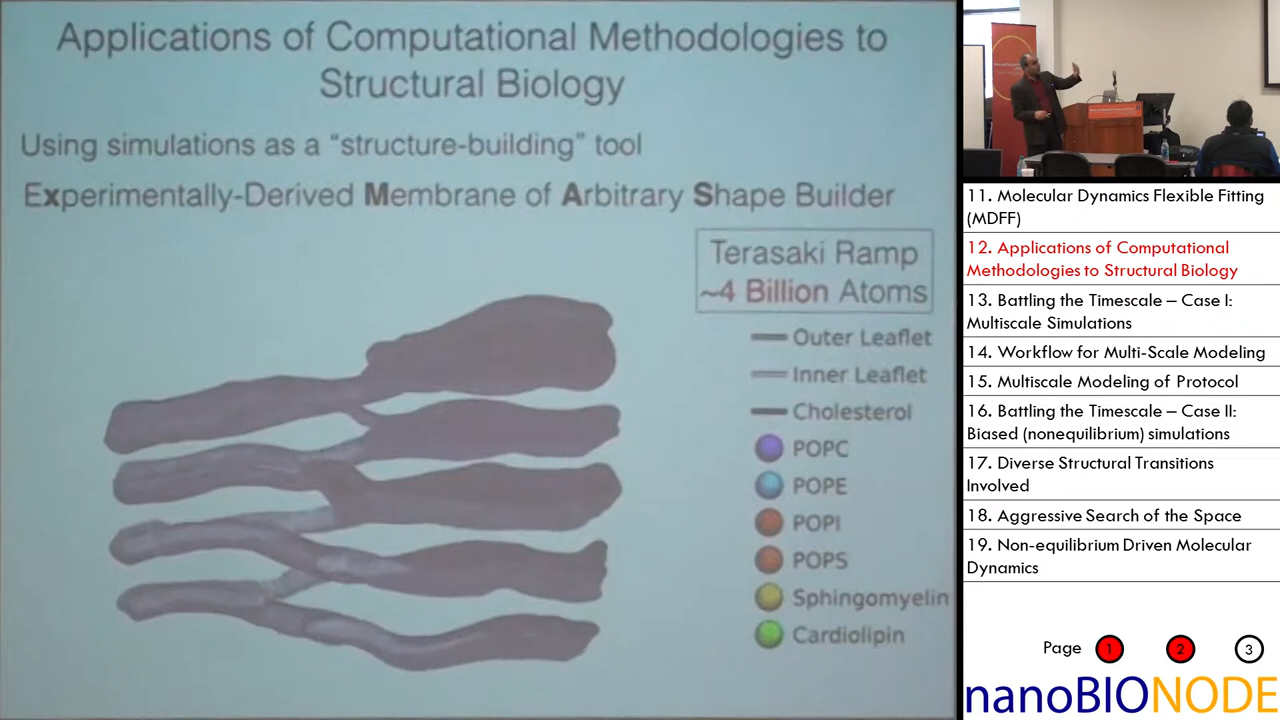 Applications of Computational Methodologies to
Structural Biology
Using simulations as a “structure-building” tool
Experimentally-Derived Membrane of Arbitrary Shape Builder
Terasaki Ramp
~4 Billion Atoms
Outer Leaflet
Inner Leaflet
Cholesterol
POPC
POPE
POPI
POPS
Sphingomyelin
Cardiolipin
11. Molecular Dynamics Flexible Fitting
(MDFF)
12. Applications of Computational
Methodologies to Structural Biology
13. Battling the Timescale – Case I:
Multiscale Simulations
14. Workflow for Multi-Scale Modeling
15. Multiscale Modeling of Protocol
16. Battling the Timescale – Case II:
Biased (nonequilibrium) simulations
17. Diverse Structural Transitions
Involved
18. Aggressive Search of the Space
19. Non-equilibrium Driven Molecular
Dynamics
Page 1 2 3
nanoBIONODE